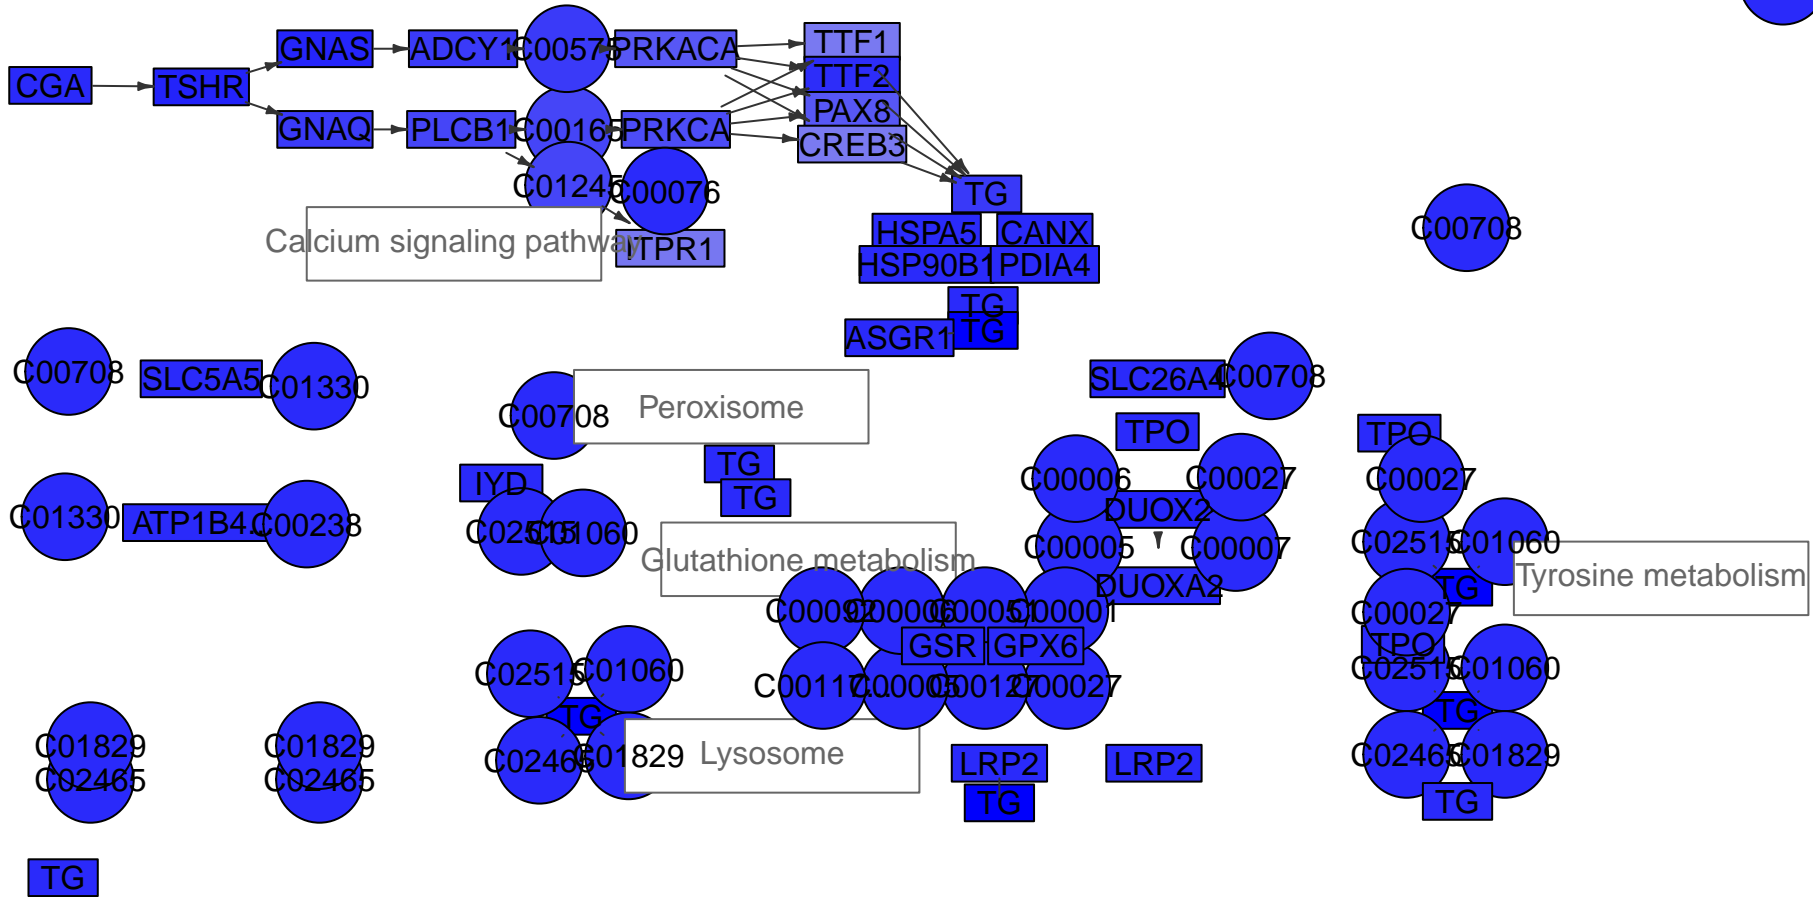 TTF1
GNAS
ADCY1
C00575
PRKACA
TTF2
CGA
TSHR
PAX8
GNAQ
PLCB1
C00165
PRKCA
CREB3
C01245
C00076
TG
Calcium signaling pathway
ITPR1
HSPA5
CANX
C00708
HSP90B1
PDIA4
TG
TG
ASGR1
C00708
SLC5A5
C01330
SLC26A4
C00708
C00708
Peroxisome
TPO
TPO
TG
IYD
TG
C00006
C00027
C00027
DUOX2
C01330
ATP1B4...
C00238
C02515
C01060
C00005
C00007
C02515
C01060
Glutathione metabolism
DUOXA2
TG
Tyrosine metabolism
C00092
C00006
C00051
C00001
C00027
GSR
GPX6
TPO
C02515
C01060
C02515
C01060
C00117...
C00005
C00127
C00027
TG
TG
C01829
C01829
C02465
C01829
Lysosome
C02465
C01829
C02465
C02465
LRP2
LRP2
TG
TG
TG